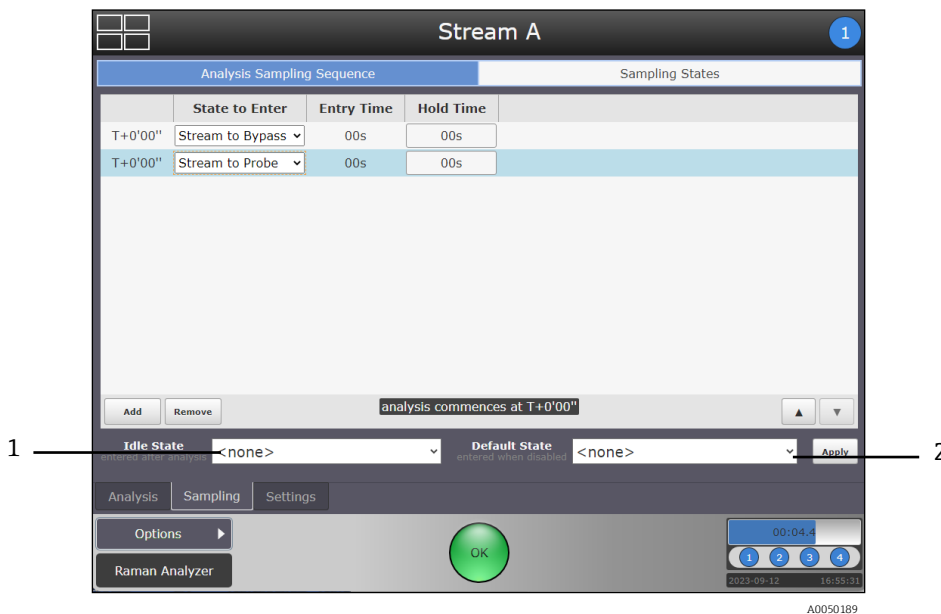 Stream A
1
Analysis Sampling Sequence Sampling States
State to Enter Entry Time Hold Time
T+0'00" Stream to Bypass 00s 00s
T+0'00" Stream to Probe 00s 00s
Add Remove analysis commences at T+0'00" ▲ ▼
1 Idle State entered after analysis <none> Default State entered when disabled <none> Apply 2
Analysis Sampling Settings
Options
OK
00:04.4
1 2 3 4
Raman Analyzer
2023-09-12 16:55:31
A0050189